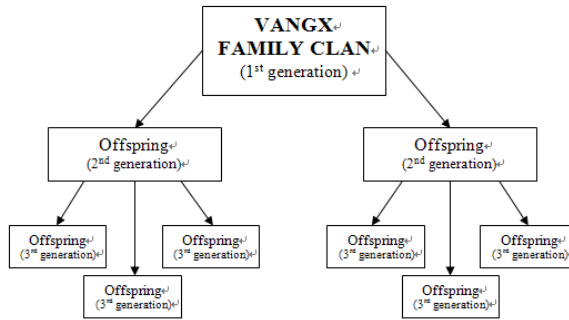 VANGX
FAMILY CLAN
(1st generation)
Offspring
(2nd generation)
Offspring
(2nd generation)
Offspring
(3rd generation)
Offspring
(3rd generation)
Offspring
(3rd generation)
Offspring
(3rd generation)
Offspring
(3rd generation)
Offspring
(3rd generation)